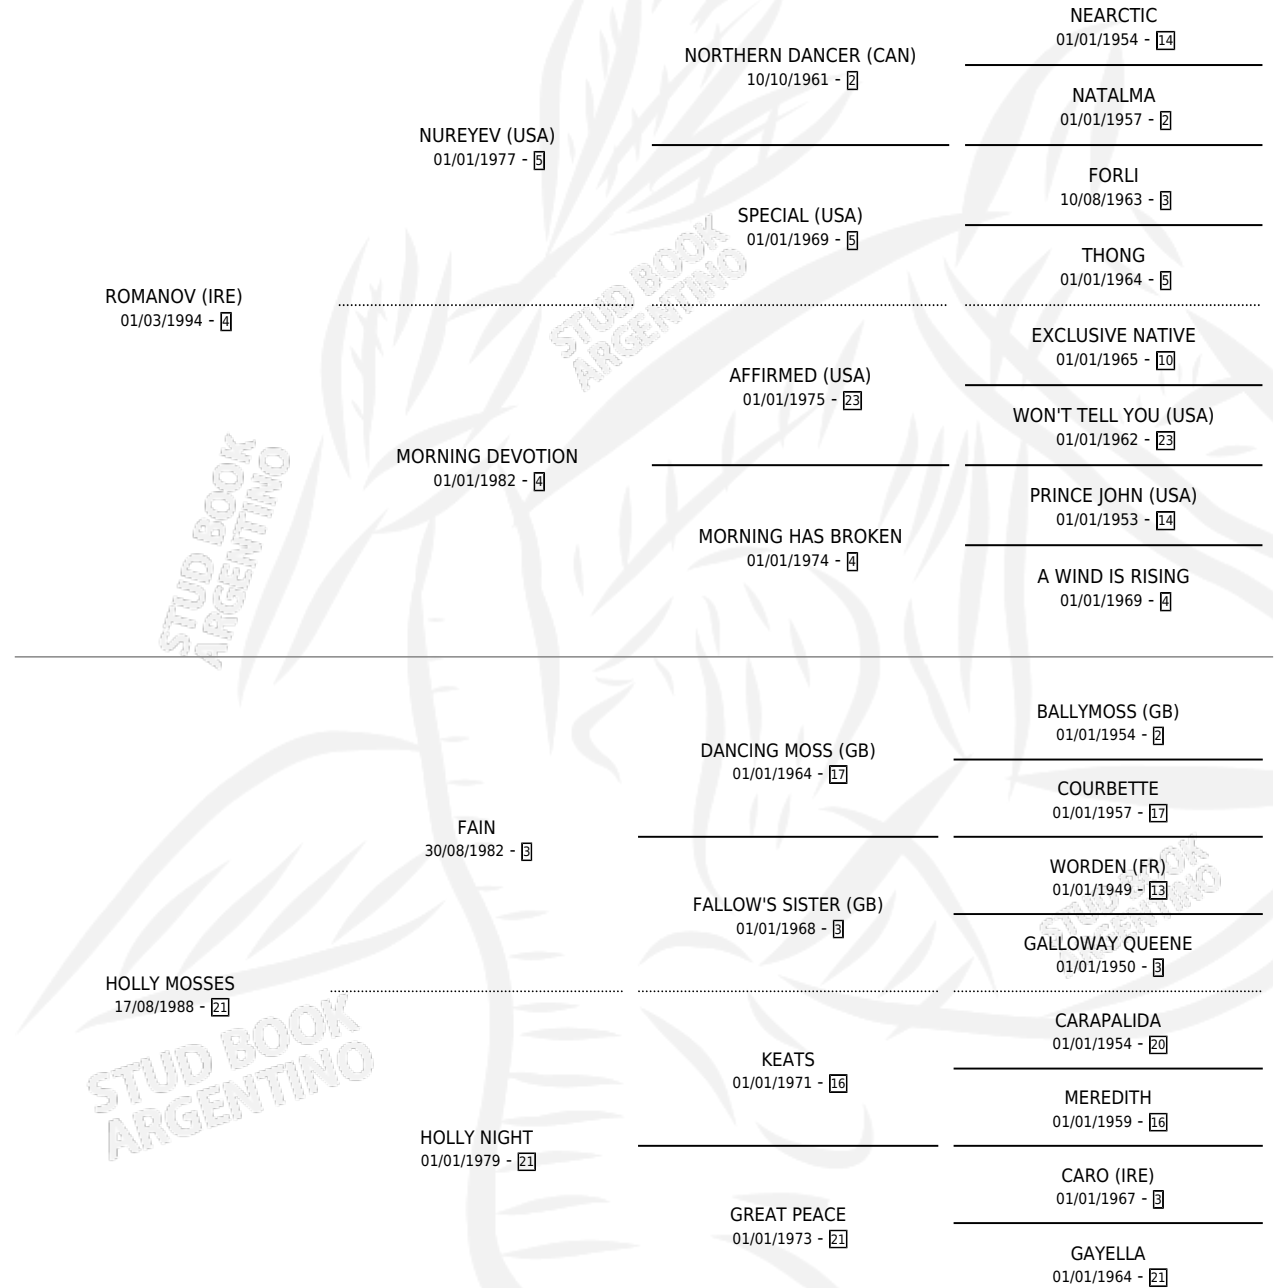 NEARCTIC
01/01/1954 - 14
NORTHERN DANCER (CAN)
10/10/1961 - 2
NATALMA
01/01/1957 - 2
NUREYEV (USA)
01/01/1977 - 5
FORLI
10/08/1963 - 3
SPECIAL (USA)
01/01/1969 - 5
THONG
01/01/1964 - 5
ROMANOV (IRE)
01/03/1994 - 4
EXCLUSIVE NATIVE
01/01/1965 - 10
AFFIRMED (USA)
01/01/1975 - 23
WON'T TELL YOU (USA)
01/01/1962 - 23
MORNING DEVOTION
01/01/1982 - 4
PRINCE JOHN (USA)
01/01/1953 - 14
MORNING HAS BROKEN
01/01/1974 - 4
A WIND IS RISING
01/01/1969 - 4
BALLYMOSS (GB)
01/01/1954 - 2
DANCING MOSS (GB)
01/01/1964 - 17
COURBETTE
01/01/1957 - 17
FAIN
30/08/1982 - 3
WORDEN (FR)
01/01/1949 - 13
FALLOW'S SISTER (GB)
01/01/1968 - 3
GALLOWAY QUEENE
01/01/1950 - 3
HOLLY MOSSES
17/08/1988 - 21
CARAPALIDA
01/01/1954 - 20
KEATS
01/01/1971 - 16
MEREDITH
01/01/1959 - 16
HOLLY NIGHT
01/01/1979 - 21
CARO (IRE)
01/01/1967 - 3
GREAT PEACE
01/01/1973 - 21
GAYELLA
01/01/1964 - 21
STUD BOOK
ARGENTINO
STUD BOOK
ARGENTINO
STUD BOOK
ARGENTINO
STUD BOOK
ARGENTINO